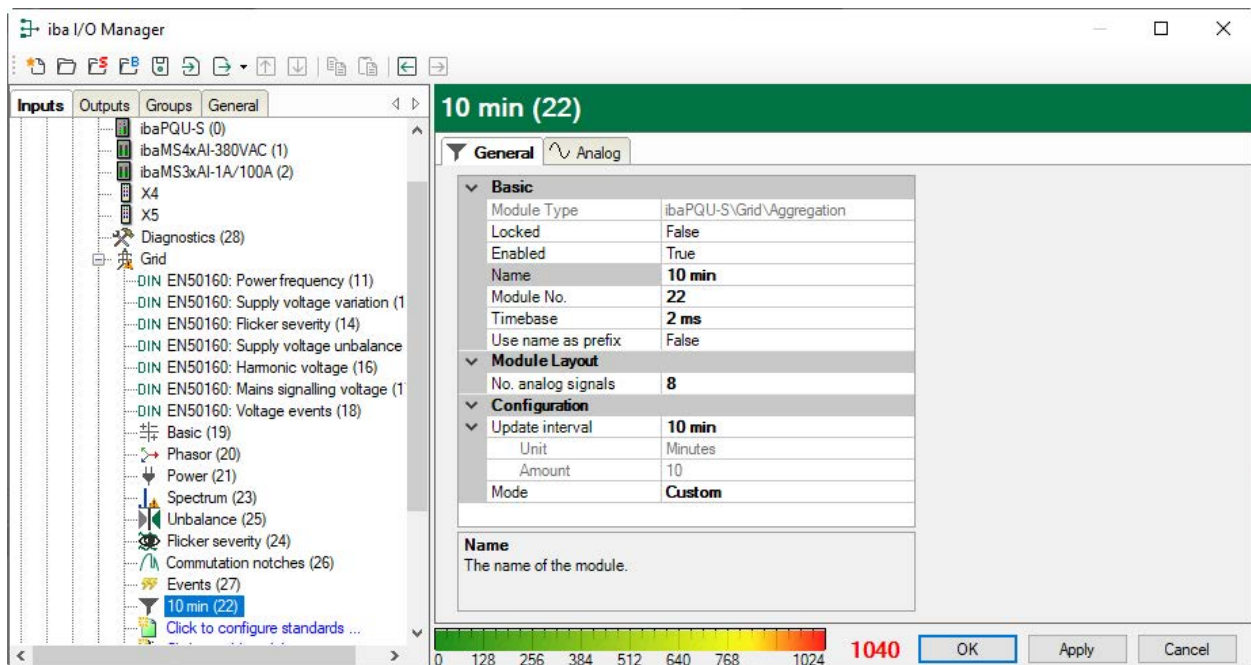 iba I/O Manager
Inputs Outputs Groups General
ibaPQU-S (0)
ibaMS4xAI-380VAC (1)
ibaMS3xAI-1A/100A (2)
X4
X5
Diagnostics (28)
Grid
DIN EN50160: Power frequency (11)
DIN EN50160: Supply voltage variation (1
DIN EN50160: Flicker severity (14)
DIN EN50160: Supply voltage unbalance
DIN EN50160: Harmonic voltage (16)
DIN EN50160: Mains signalling voltage (1
DIN EN50160: Voltage events (18)
Basic (19)
Phasor (20)
Power (21)
Spectrum (23)
Unbalance (25)
Flicker severity (24)
Commutation notches (26)
Events (27)
10 min (22)
Click to configure standards ...
10 min (22)
General Analog
Basic
Module Type ibaPQU-S\Grid\Aggregation
Locked False
Enabled True
Name 10 min
Module No. 22
Timebase 2 ms
Use name as prefix False
Module Layout
No. analog signals 8
Configuration
Update interval 10 min
Unit Minutes
Amount 10
Mode Custom
Name
The name of the module.
0 128 256 384 512 640 768 1024 1040 OK Apply Cancel